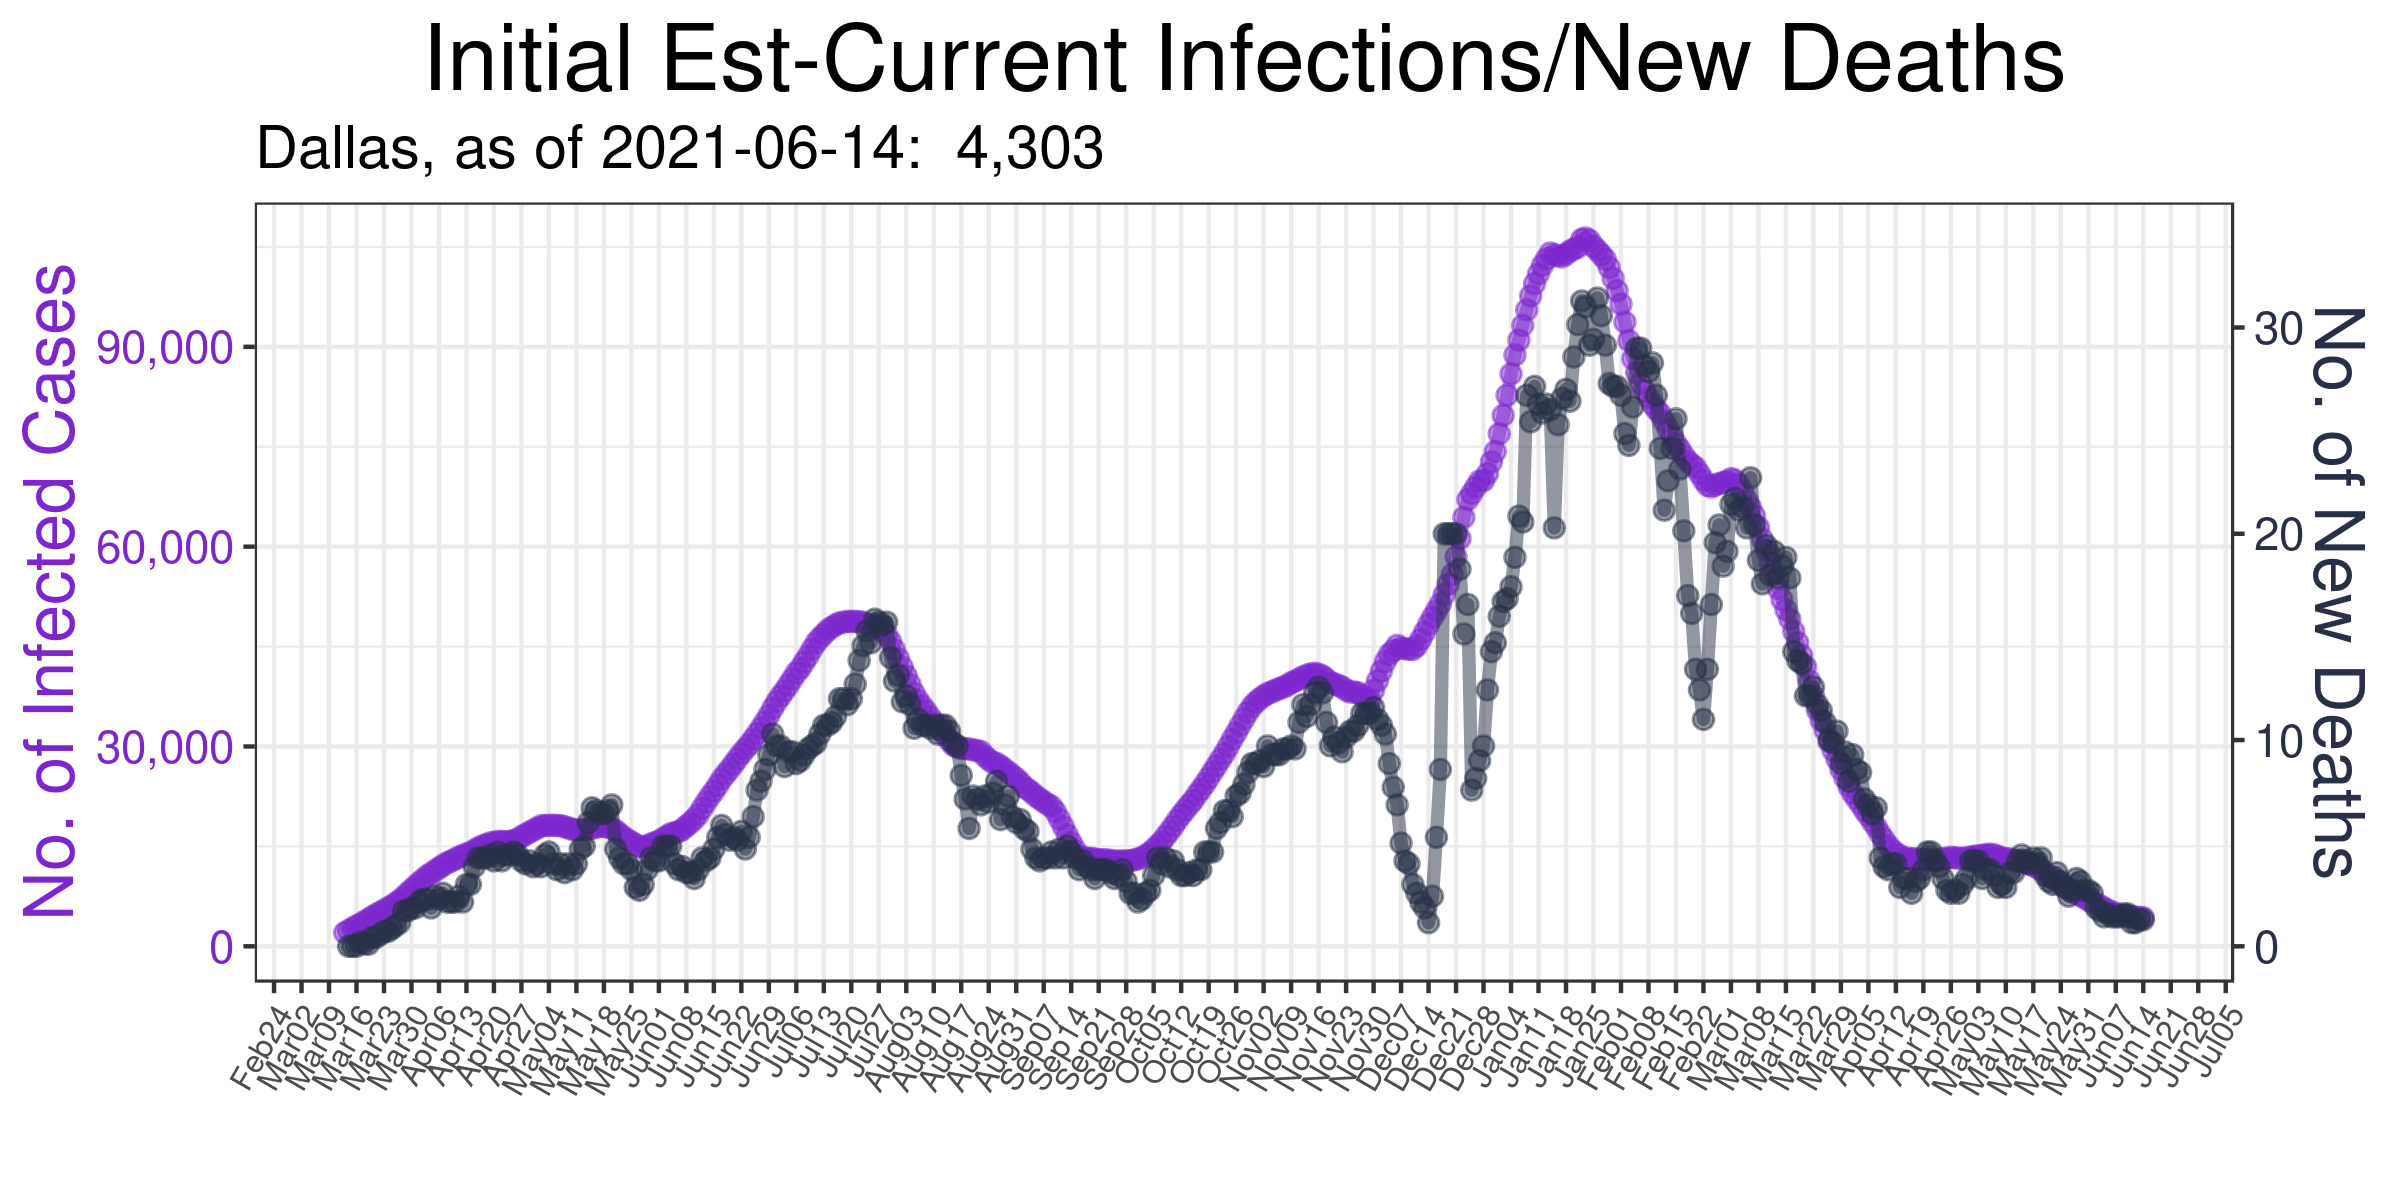 Initial Est-Current Infections/New Deaths
Dallas, as of 2021-06-14:  4,303
No. of Infected Cases
90,000
60,000
30,000
0
30
20
10
0
No. of New Deaths
Feb24
Mar02
Mar09
Mar16
Mar23
Mar30
Apr06
Apr13
Apr20
Apr27
May04
May11
May18
May25
Jun01
Jun08
Jun15
Jun22
Jun29
Jul06
Jul13
Jul20
Jul27
Aug03
Aug10
Aug17
Aug24
Aug31
Sep07
Sep14
Sep21
Sep28
Oct05
Oct12
Oct19
Oct26
Nov02
Nov09
Nov16
Nov23
Nov30
Dec07
Dec14
Dec21
Dec28
Jan04
Jan11
Jan18
Jan25
Feb01
Feb08
Feb15
Feb22
Mar01
Mar08
Mar15
Mar22
Mar29
Apr05
Apr12
Apr19
Apr26
May03
May10
May17
May24
May31
Jun07
Jun14
Jun21
Jun28
Jul05